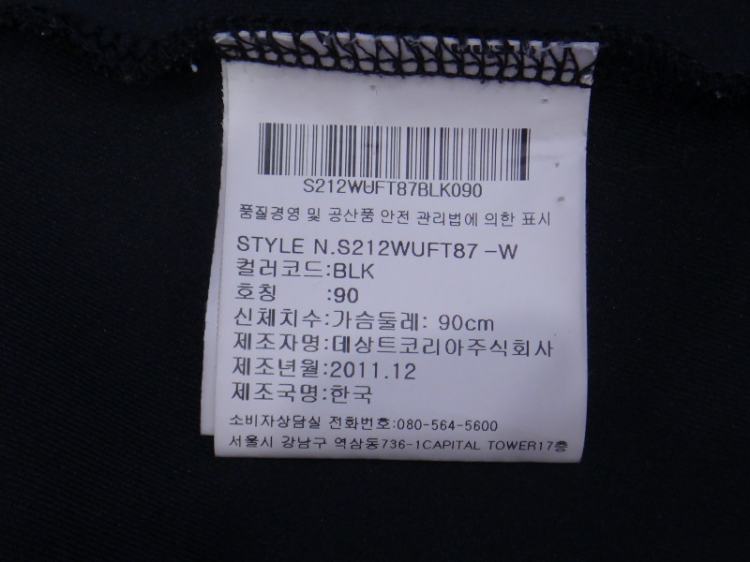 S212WUFT87BLK090
품질경영 및 공산품 안전 관리법에 의한 표시
STYLE N.S212WUFT87 -W
컬러코드:BLK
호칭 :90
신체치수:가슴둘레: 90cm
제조자명:데상트코리아주식회사
제조년월:2011.12
제조국명:한국
소비자상담실 전화번호:080-564-5600
서울시 강남구 역삼동736-1CAPITAL TOWER17층